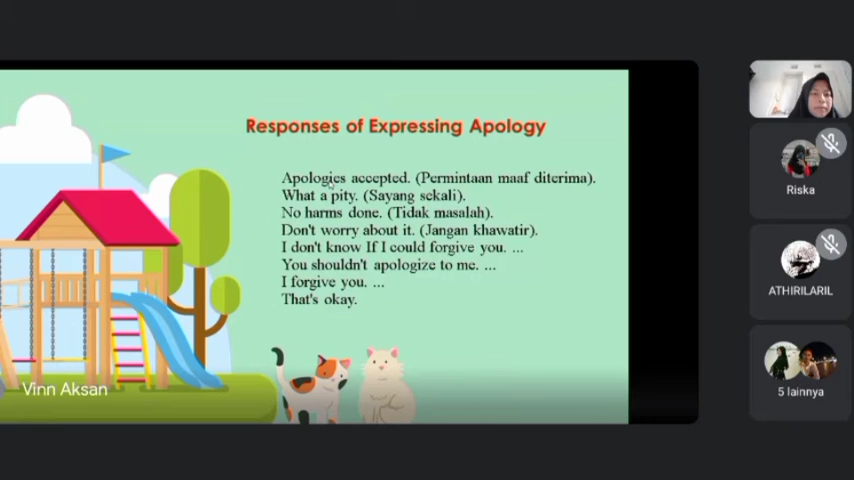 Responses of Expressing Apology
Apologies accepted. (Permintaan maaf diterima).
What a pity. (Sayang sekali).
No harms done. (Tidak masalah).
Don't worry about it. (Jangan khawatir).
I don't know If I could forgive you. ...
You shouldn't apologize to me. ...
I forgive you. ...
That's okay.
Vinn Aksan
Riska
ATHIRILARIL
5 lainnya